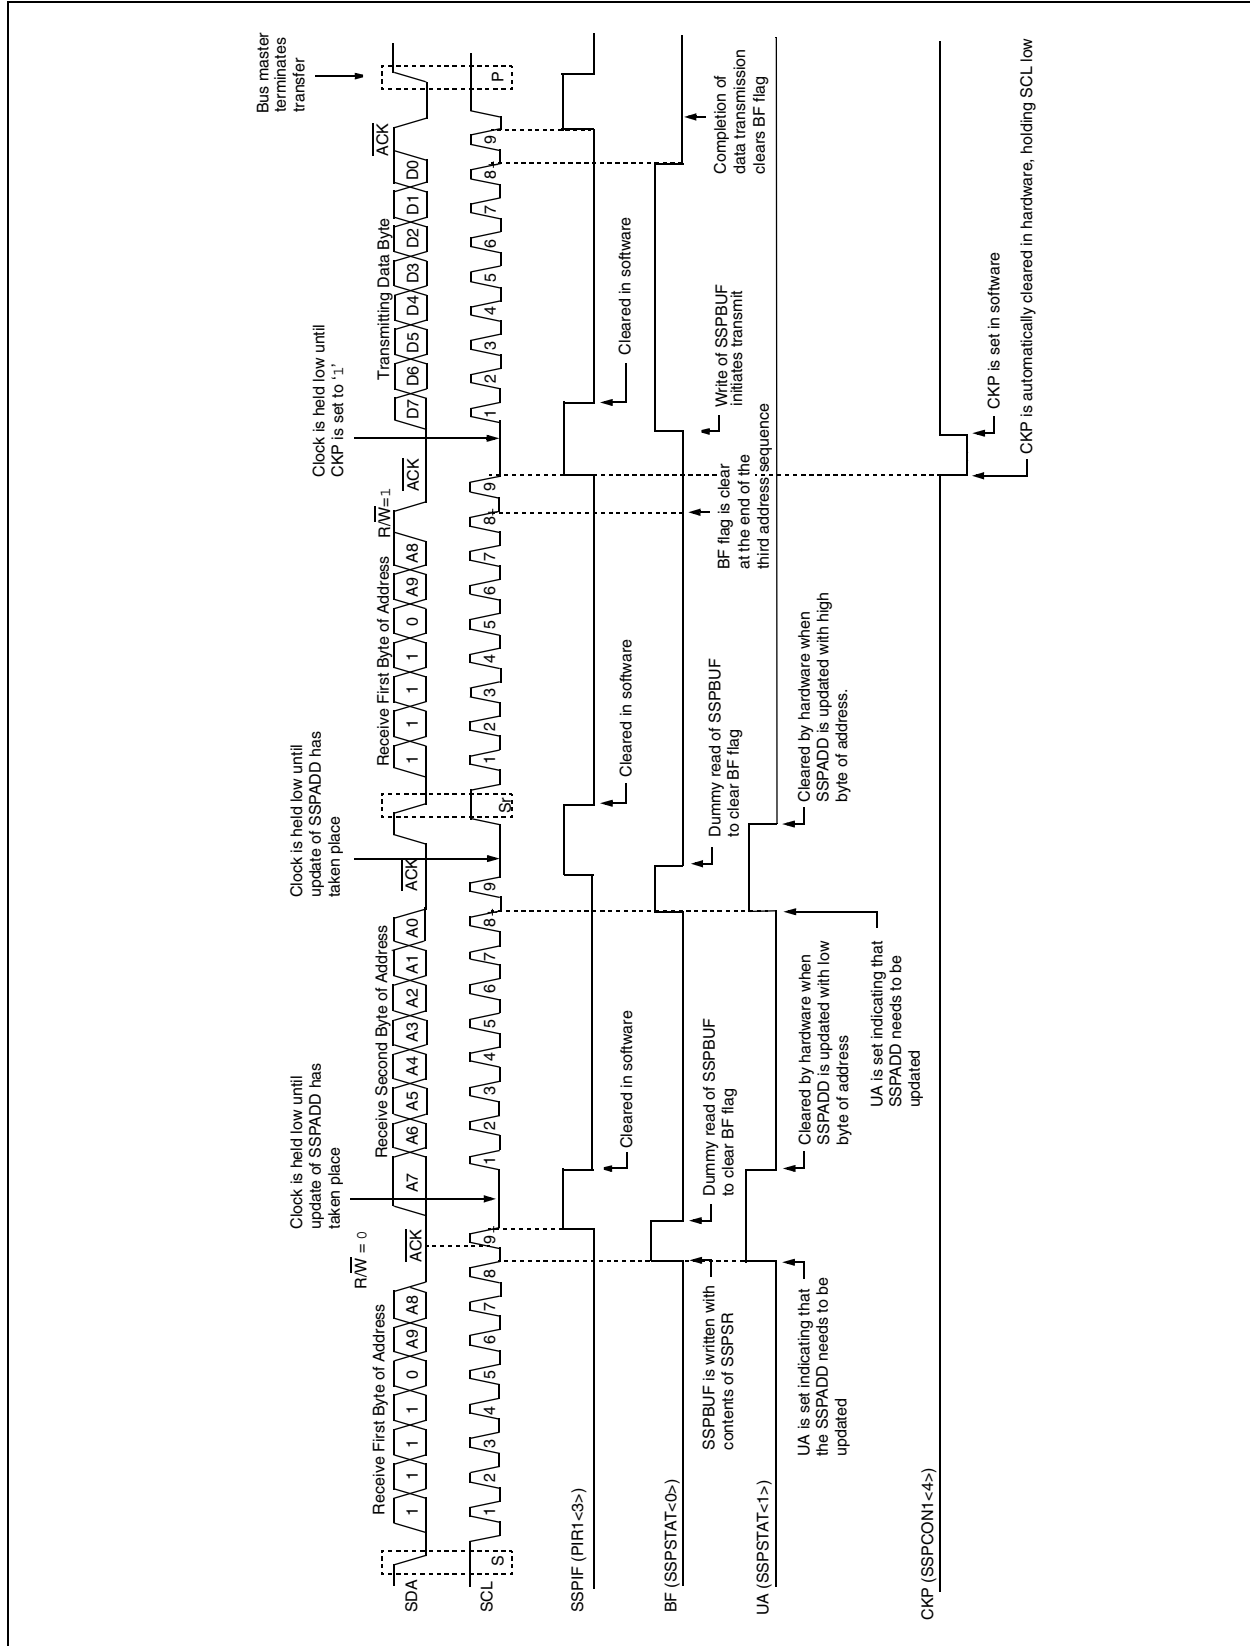 Bus master
terminates
transfer
Clock is held low until
CKP is set to ‘1’
Clock is held low until
update of SSPADD has
taken place
Clock is held low until
update of SSPADD has
taken place
R/W = 0
R/W=1
Receive First Byte of Address
ACK
Receive Second Byte of Address
ACK
Receive First Byte of Address
ACK
Transmitting Data Byte
ACK
SDA
1 1 1 1 0 A9 A8
A7 A6 A5 A4 A3 A2 A1 A0
1 1 1 1 0 A9 A8
D7 D6 D5 D4 D3 D2 D1 D0
SCL
S
1 2 3 4 5 6 7 8 9
1 2 3 4 5 6 7 8 9
Sr
1 2 3 4 5 6 7 8 9
1 2 3 4 5 6 7 8 9
P
SSPIF (PIR1<3>)
Cleared in software
Cleared in software
Cleared in software
BF (SSPSTAT<0>)
SSPBUF is written with
contents of SSPSR
Dummy read of SSPBUF
to clear BF flag
Dummy read of SSPBUF
to clear BF flag
BF flag is clear
at the end of the
third address sequence
Write of SSPBUF
initiates transmit
Completion of
data transmission
clears BF flag
UA (SSPSTAT<1>)
UA is set indicating that
the SSPADD needs to be
updated
Cleared by hardware when
SSPADD is updated with low
byte of address
UA is set indicating that
SSPADD needs to be
updated
Cleared by hardware when
SSPADD is updated with high
byte of address.
CKP (SSPCON1<4>)
CKP is set in software
CKP is automatically cleared in hardware, holding SCL low